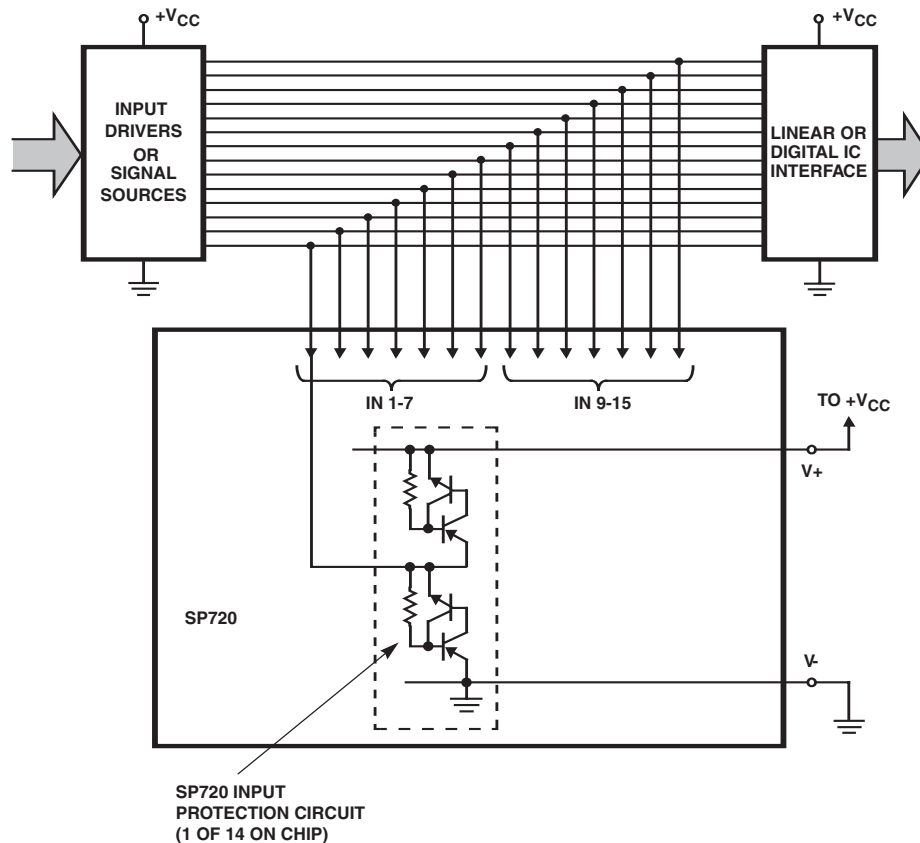 +VCC
+VCC
INPUT
DRIVERS
OR
SIGNAL
SOURCES
LINEAR OR
DIGITAL IC
INTERFACE
IN 1-7
IN 9-15
TO +VCC
V+
SP720
V-
SP720 INPUT
PROTECTION CIRCUIT
(1 OF 14 ON CHIP)